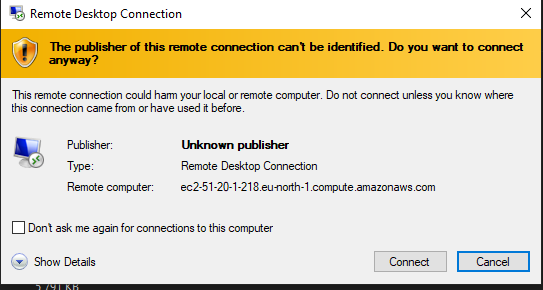 Remote Desktop Connection
The publisher of this remote connection can't be identified. Do you want to connect
anyway?
This remote connection could harm your local or remote computer. Do not connect unless you know where
this connection came from or have used it before.
Publisher: Unknown publisher
Type: Remote Desktop Connection
Remote computer: ec2-51-20-1-218.eu-north-1.compute.amazonaws.com
Don't ask me again for connections to this computer
Show Details Connect Cancel